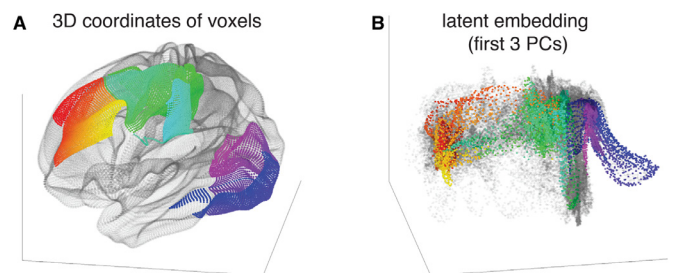 A 3D coordinates of voxels
B latent embedding
(first 3 PCs)